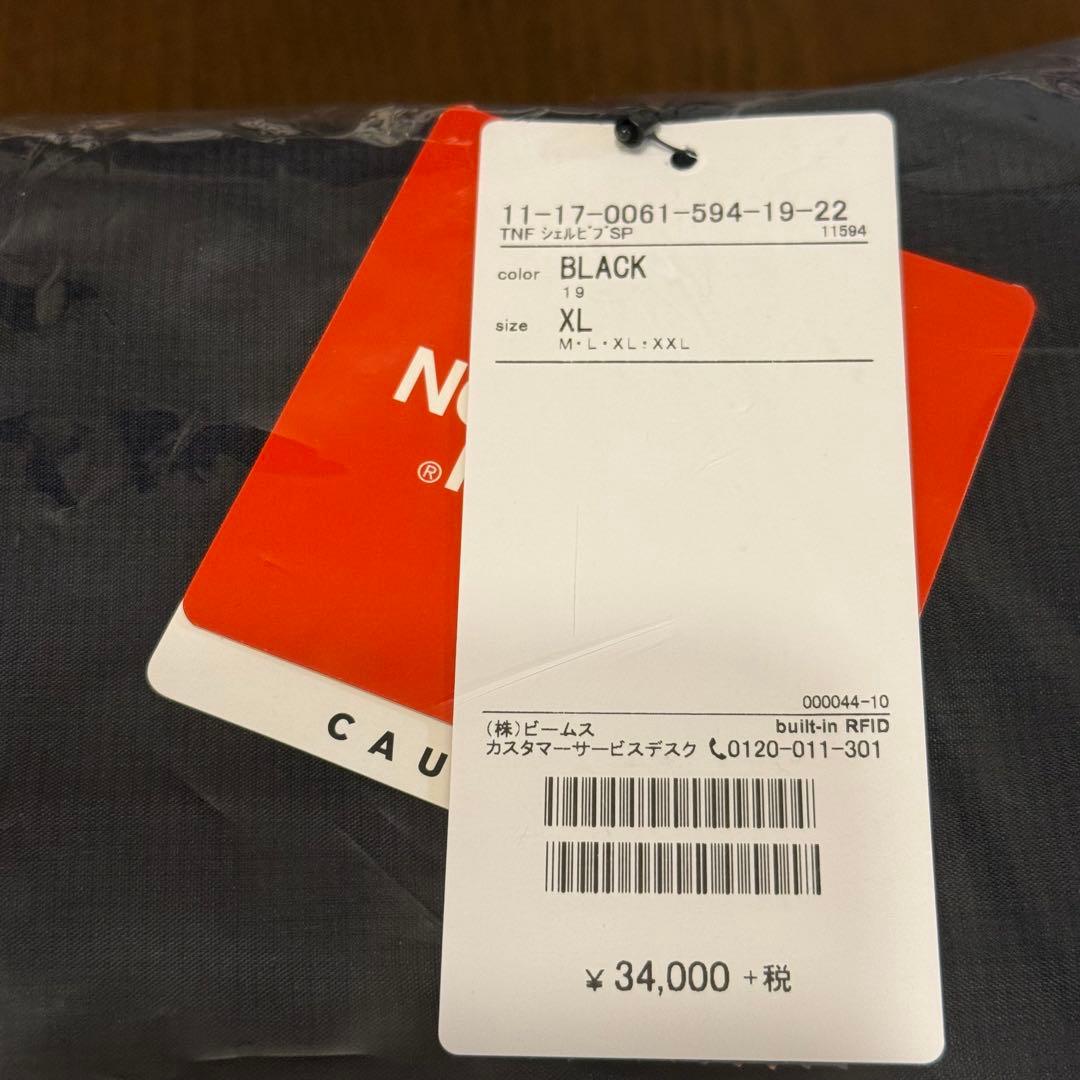 11-17-0061-594-19-22
TNF シェルビブSP 11594
color BLACK
19
size XL
M・L・XL・XXL
000044-10
(株)ビームス built-in RFID
カスタマーサービスデスク 0120-011-301
¥ 34,000 +税
®
CAU